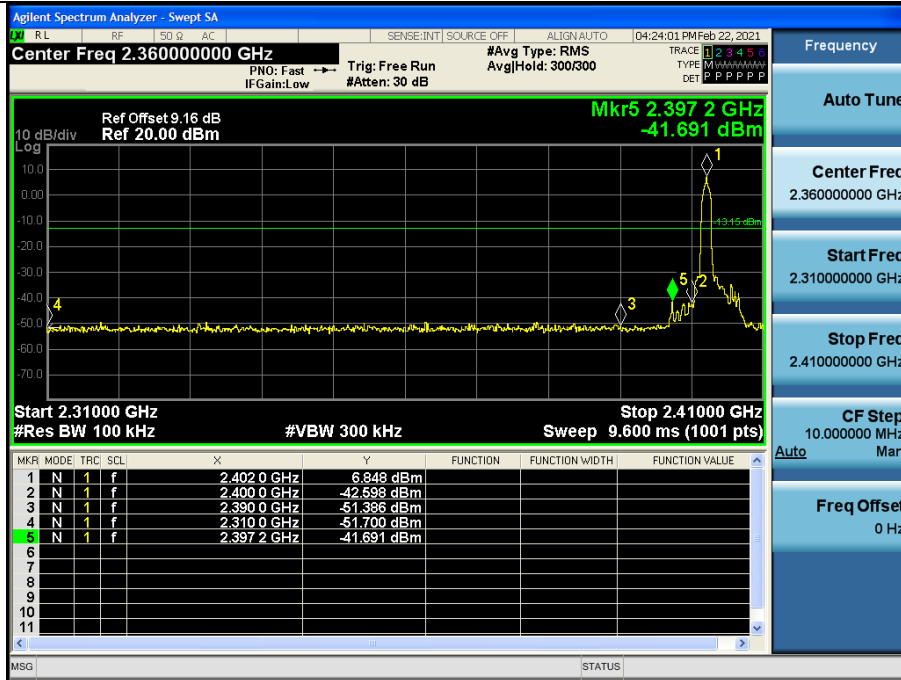 Agilent Spectrum Analyzer - Swept SA
LXI RL RF 50 Ω AC SENSE:INT SOURCE OFF ALIGN AUTO 04:24:01 PM Feb 22, 2021
Center Freq 2.360000000 GHz
PNO: Fast
IFGain:Low
Trig: Free Run
#Atten: 30 dB
#Avg Type: RMS
Avg|Hold: 300/300
TRACE 1 2 3 4 5 6
TYPE M WWWWW
DET P P P P P P
Mkr5 2.397 2 GHz
-41.691 dBm
Ref Offset 9.16 dB
10 dB/div Ref 20.00 dBm
Log
10.0
0.00
-10.0
-20.0
-30.0
-40.0
-50.0
-60.0
-70.0
-13.15 dBm
1
2
3
4
5
Start 2.31000 GHz Stop 2.41000 GHz
#Res BW 100 kHz #VBW 300 kHz Sweep 9.600 ms (1001 pts)
MKR MODE TRC SCL X Y FUNCTION FUNCTION WIDTH FUNCTION VALUE
1 N 1 f 2.402 0 GHz 6.848 dBm
2 N 1 f 2.400 0 GHz -42.598 dBm
3 N 1 f 2.390 0 GHz -51.386 dBm
4 N 1 f 2.310 0 GHz -51.700 dBm
5 N 1 f 2.397 2 GHz -41.691 dBm
6
7
8
9
10
11
MSG STATUS
Frequency
Auto Tune
Center Freq
2.360000000 GHz
Start Freq
2.310000000 GHz
Stop Freq
2.410000000 GHz
CF Step
10.000000 MHz
Auto Man
Freq Offset
0 Hz